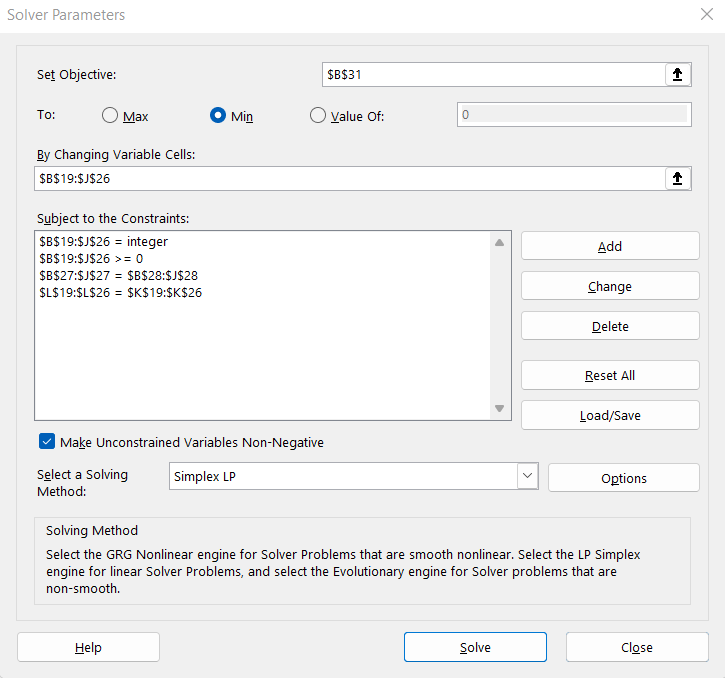 Solver Parameters
Set Objective:
$B$31
To:
Max
Min
Value Of:
0
By Changing Variable Cells:
$B$19:$J$26
Subject to the Constraints:
$B$19:$J$26 = integer
$B$19:$J$26 >= 0
$B$27:$J$27 = $B$28:$J$28
$L$19:$L$26 = $K$19:$K$26
Add
Change
Delete
Reset All
Load/Save
Make Unconstrained Variables Non-Negative
Select a Solving
Method:
Simplex LP
Options
Solving Method
Select the GRG Nonlinear engine for Solver Problems that are smooth nonlinear. Select the LP Simplex
engine for linear Solver Problems, and select the Evolutionary engine for Solver problems that are
non-smooth.
Help
Solve
Close